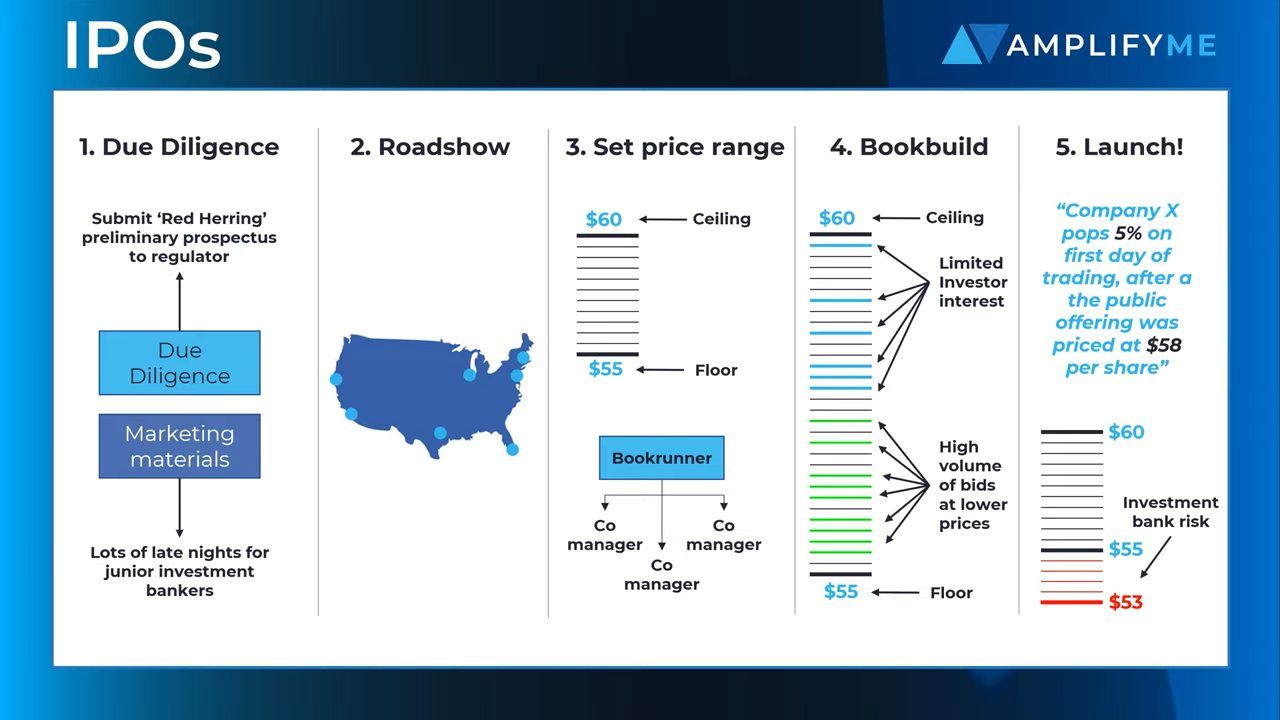 IPOs
AMPLIFYME
1. Due Diligence
Submit ‘Red Herring’
preliminary prospectus
to regulator
Due
Diligence
Marketing
materials
Lots of late nights for
junior investment
bankers
2. Roadshow
3. Set price range
$60
Ceiling
$55
Floor
Bookrunner
Co
manager
Co
manager
Co
manager
4. Bookbuild
$60
Ceiling
Limited
Investor
interest
High
volume
of bids
at lower
prices
$55
Floor
5. Launch!
“Company X
pops 5% on
first day of
trading, after a
the public
offering was
priced at $58
per share”
$60
Investment
bank risk
$55
$53